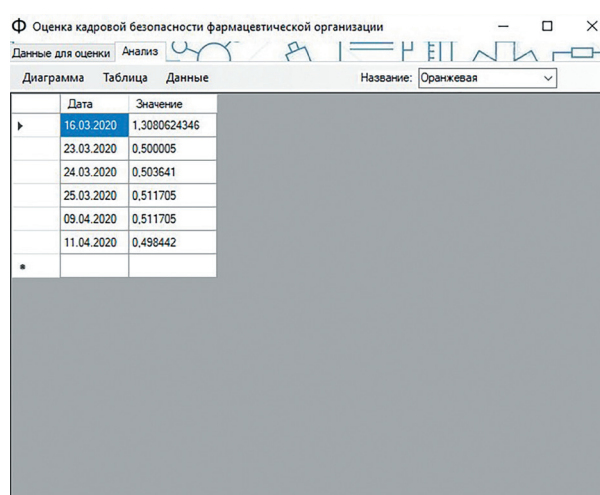 Ф Оценка кадровой безопасности фармацевтической организации
Данные для оценки Анализ
Диаграмма Таблица Данные Название: Оранжевая
Дата Значение
16.03.2020 1,3080624346
23.03.2020 0,500005
24.03.2020 0,503641
25.03.2020 0,511705
09.04.2020 0,511705
11.04.2020 0,498442